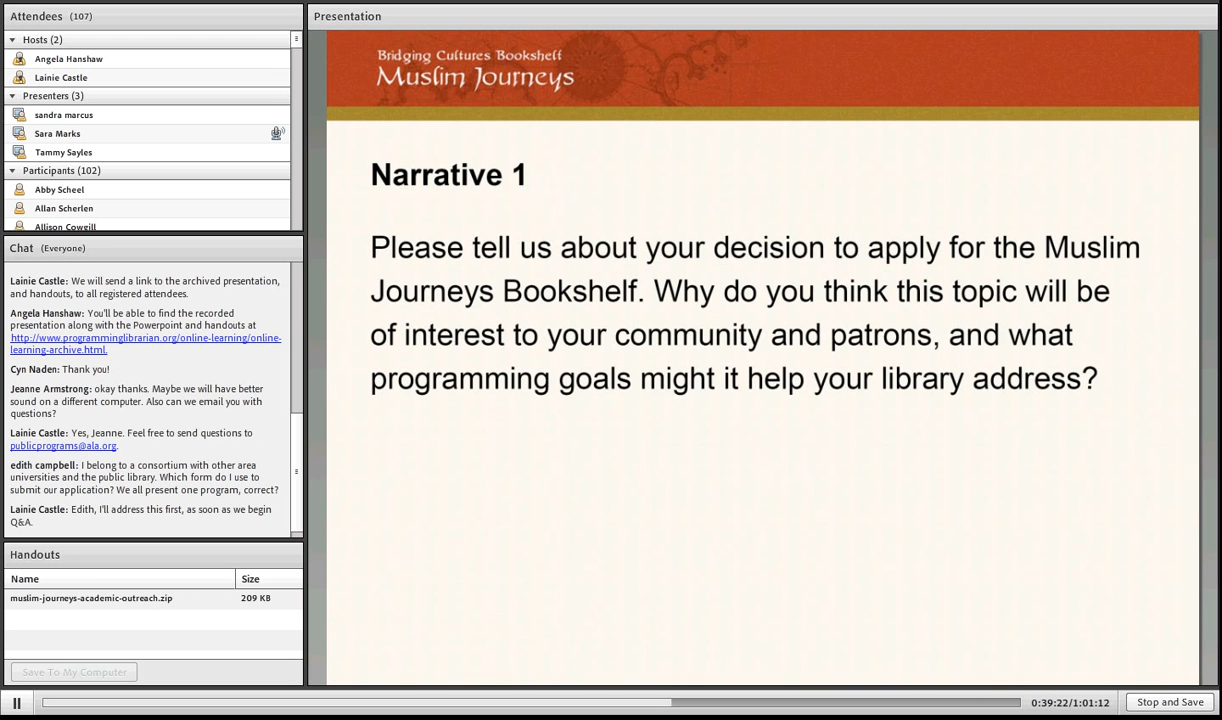 Attendees (107)
Hosts (2)
Angela Hanshaw
Lainie Castle
Presenters (3)
sandra marcus
Sara Marks
Tammy Sayles
Participants (102)
Abby Scheel
Allan Scherlen
Allison Cowgill
Chat (Everyone)
Lainie Castle: We will send a link to the archived presentation,
and handouts, to all registered attendees.
Angela Hanshaw: You'll be able to find the recorded
presentation along with the Powerpoint and handouts at
http://www.programminglibrarian.org/online-learning/online-
learning-archive.html.
Cyn Naden: Thank you!
Jeanne Armstrong: okay thanks. Maybe we will have better
sound on a different computer. Also can we email you with
questions?
Lainie Castle: Yes, Jeanne. Feel free to send questions to
publicprograms@ala.org.
edith campbell: I belong to a consortium with other area
universities and the public library. Which form do I use to
submit our application? We all present one program, correct?
Lainie Castle: Edith, I'll address this first, as soon as we begin
Q&A.
Handouts
Name Size
muslim-journeys-academic-outreach.zip 209 KB
Save To My Computer
Presentation
Bridging Cultures Bookshelf
Muslim Journeys
Narrative 1
Please tell us about your decision to apply for the Muslim
Journeys Bookshelf. Why do you think this topic will be
of interest to your community and patrons, and what
programming goals might it help your library address?
0:39:22/1:01:12
Stop and Save